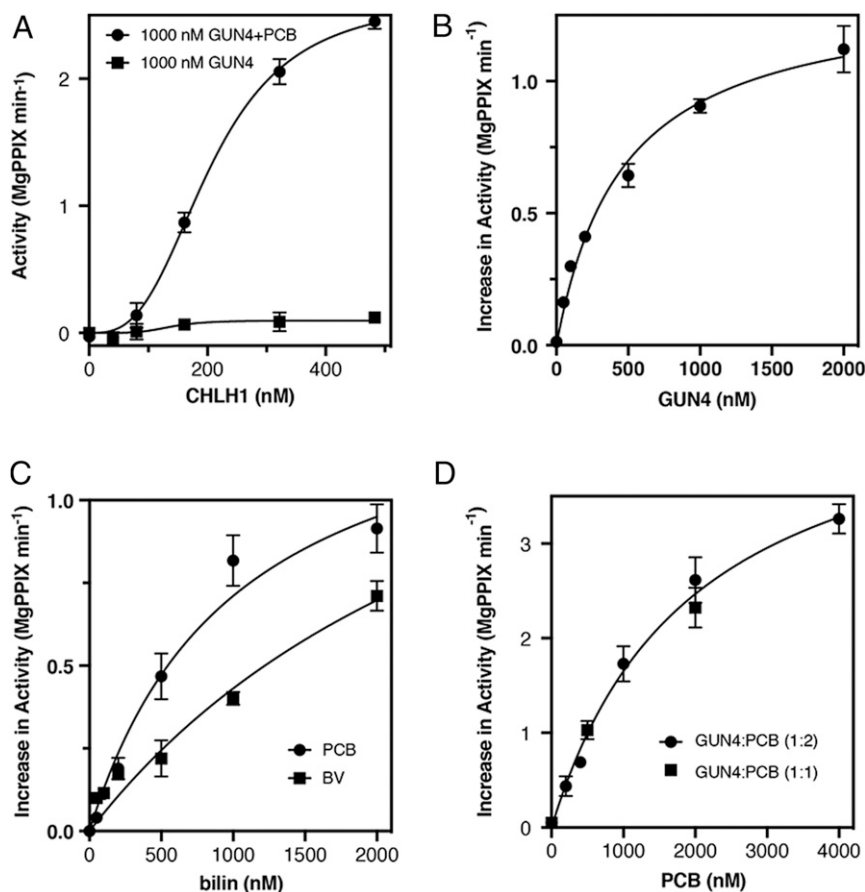 A
1000 nM GUN4+PCB
1000 nM GUN4
Activity (MgPPIX min-1)
2
1
0
0
200
400
CHLH1 (nM)
B
Increase in Activity (MgPPIX min-1)
1.0
0.5
0.0
0
500
1000
1500
2000
GUN4 (nM)
C
Increase in Activity (MgPPIX min-1)
1.0
0.5
0.0
PCB
BV
0
500
1000
1500
2000
bilin (nM)
D
Increase in Activity (MgPPIX min-1)
3
2
1
0
GUN4:PCB (1:2)
GUN4:PCB (1:1)
0
1000
2000
3000
4000
PCB (nM)